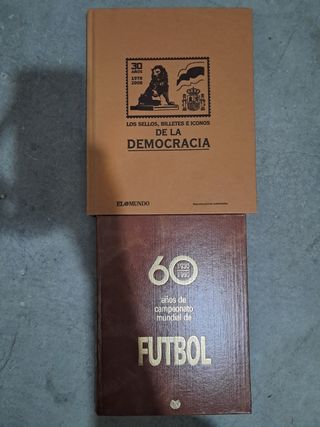 30
AÑOS
1978
2008
LOS SELLOS, BILLETES E ICONOS
DE LA
DEMOCRACIA
EL MUNDO
60
1930
1990
años de
campeonato
mundial de
FUTBOL